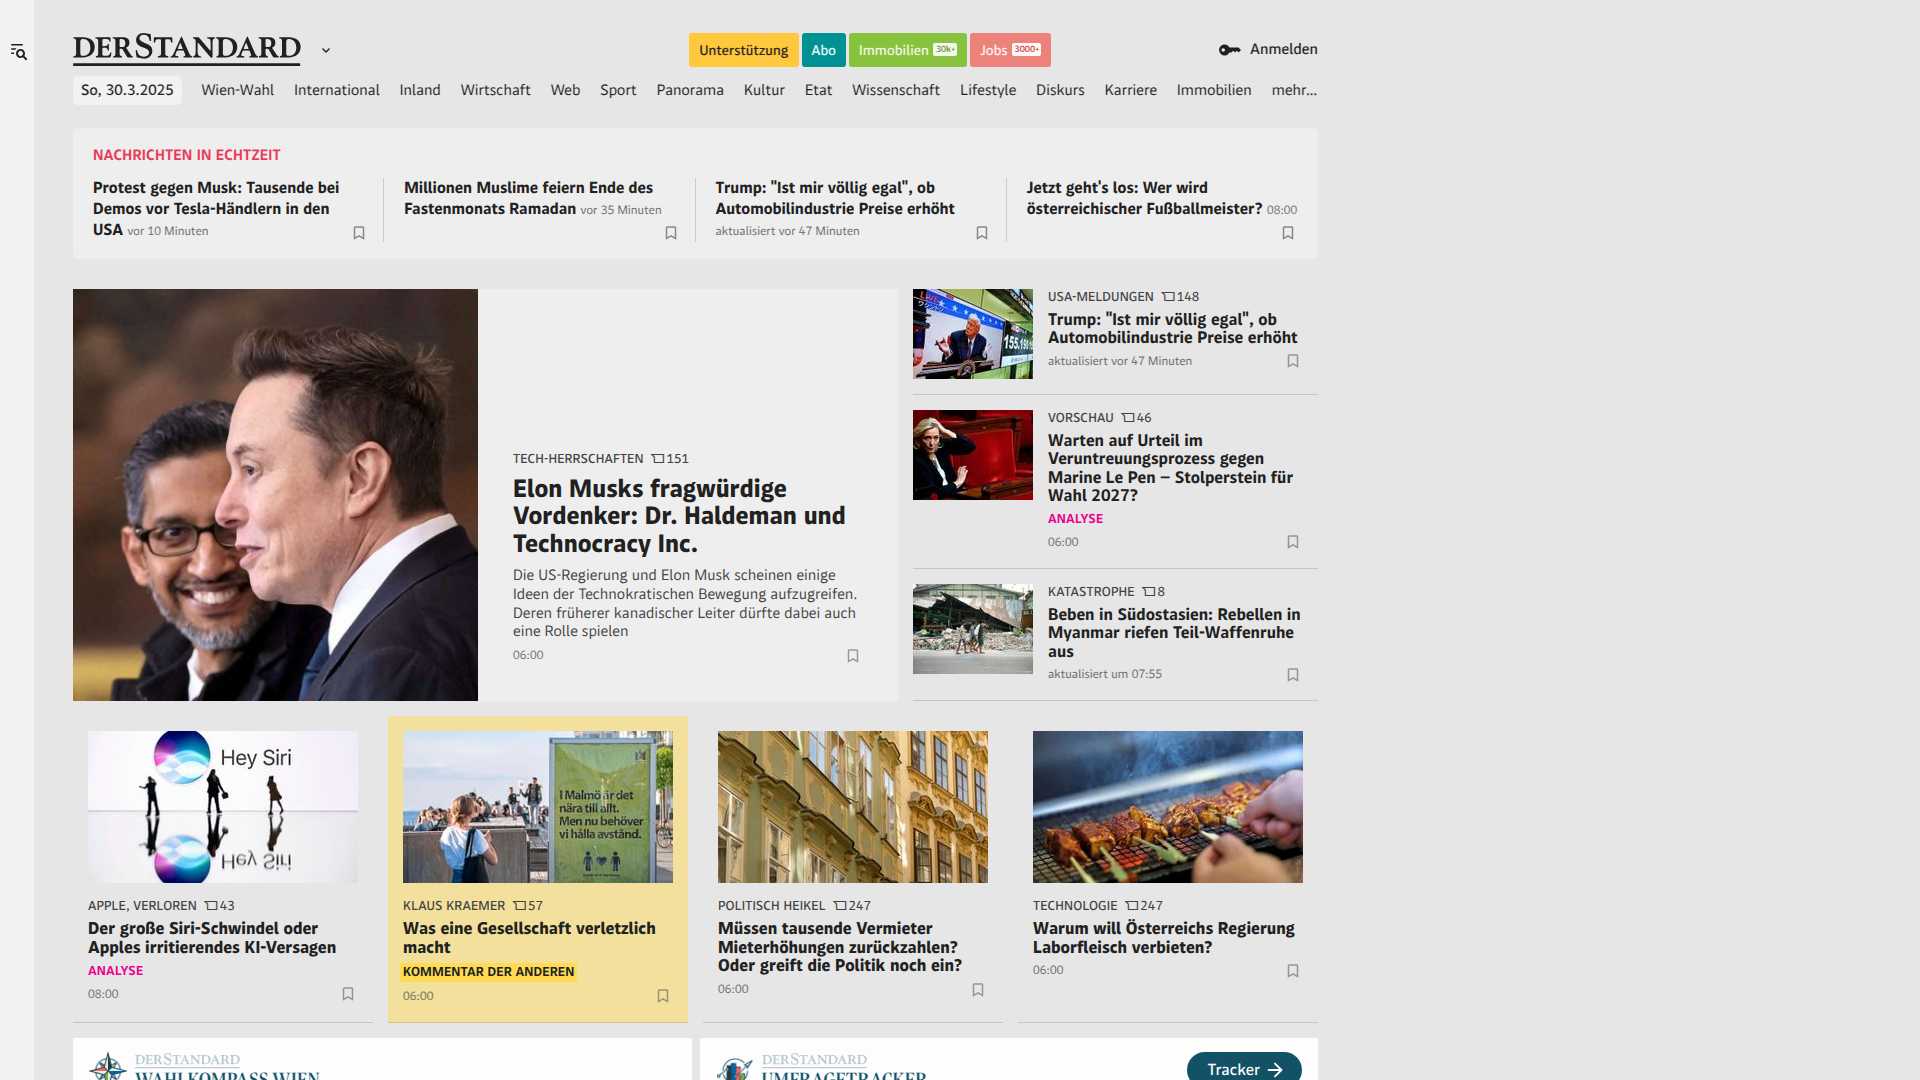 DERSTANDARD
Unterstützung
Abo
Immobilien 30k+
Jobs 3000+
Anmelden
So, 30.3.2025
Wien-Wahl
International
Inland
Wirtschaft
Web
Sport
Panorama
Kultur
Etat
Wissenschaft
Lifestyle
Diskurs
Karriere
Immobilien
mehr...
NACHRICHTEN IN ECHTZEIT
Protest gegen Musk: Tausende bei
Demos vor Tesla-Händlern in den
USA vor 10 Minuten
Millionen Muslime feiern Ende des
Fastenmonats Ramadan vor 35 Minuten
Trump: "Ist mir völlig egal", ob
Automobilindustrie Preise erhöht
aktualisiert vor 47 Minuten
Jetzt geht's los: Wer wird
österreichischer Fußballmeister? 08:00
TECH-HERRSCHAFTEN 151
Elon Musks fragwürdige
Vordenker: Dr. Haldeman und
Technocracy Inc.
Die US-Regierung und Elon Musk scheinen einige
Ideen der Technokratischen Bewegung aufzugreifen.
Deren früherer kanadischer Leiter dürfte dabei auch
eine Rolle spielen
06:00
USA-MELDUNGEN 148
Trump: "Ist mir völlig egal", ob
Automobilindustrie Preise erhöht
aktualisiert vor 47 Minuten
VORSCHAU 46
Warten auf Urteil im
Veruntreuungsprozess gegen
Marine Le Pen – Stolperstein für
Wahl 2027?
ANALYSE
06:00
KATASTROPHE 8
Beben in Südostasien: Rebellen in
Myanmar riefen Teil-Waffenruhe
aus
aktualisiert um 07:55
Hey Siri
APPLE, VERLOREN 43
Der große Siri-Schwindel oder
Apples irritierendes KI-Versagen
ANALYSE
08:00
I Malmö är det
nära till allt.
Men nu behöver
vi hålla avstånd.
KLAUS KRAEMER 57
Was eine Gesellschaft verletzlich
macht
KOMMENTAR DER ANDEREN
06:00
POLITISCH HEIKEL 247
Müssen tausende Vermieter
Mieterhöhungen zurückzahlen?
Oder greift die Politik noch ein?
06:00
TECHNOLOGIE 247
Warum will Österreichs Regierung
Laborfleisch verbieten?
06:00
DERSTANDARD
WAHLKOMPASS WIEN
DERSTANDARD
UMFRAGETRACKER
Tracker